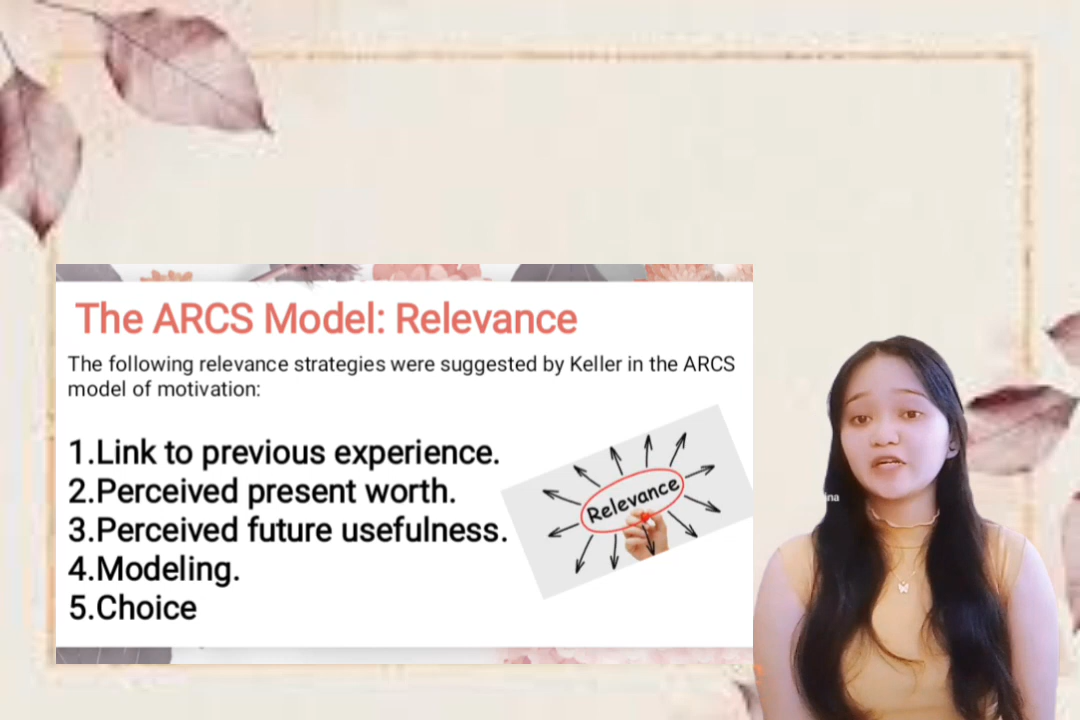 The ARCS Model: Relevance
The following relevance strategies were suggested by Keller in the ARCS
model of motivation:
1.Link to previous experience.
2.Perceived present worth.
3.Perceived future usefulness.
4.Modeling.
5.Choice
Relevance
ina